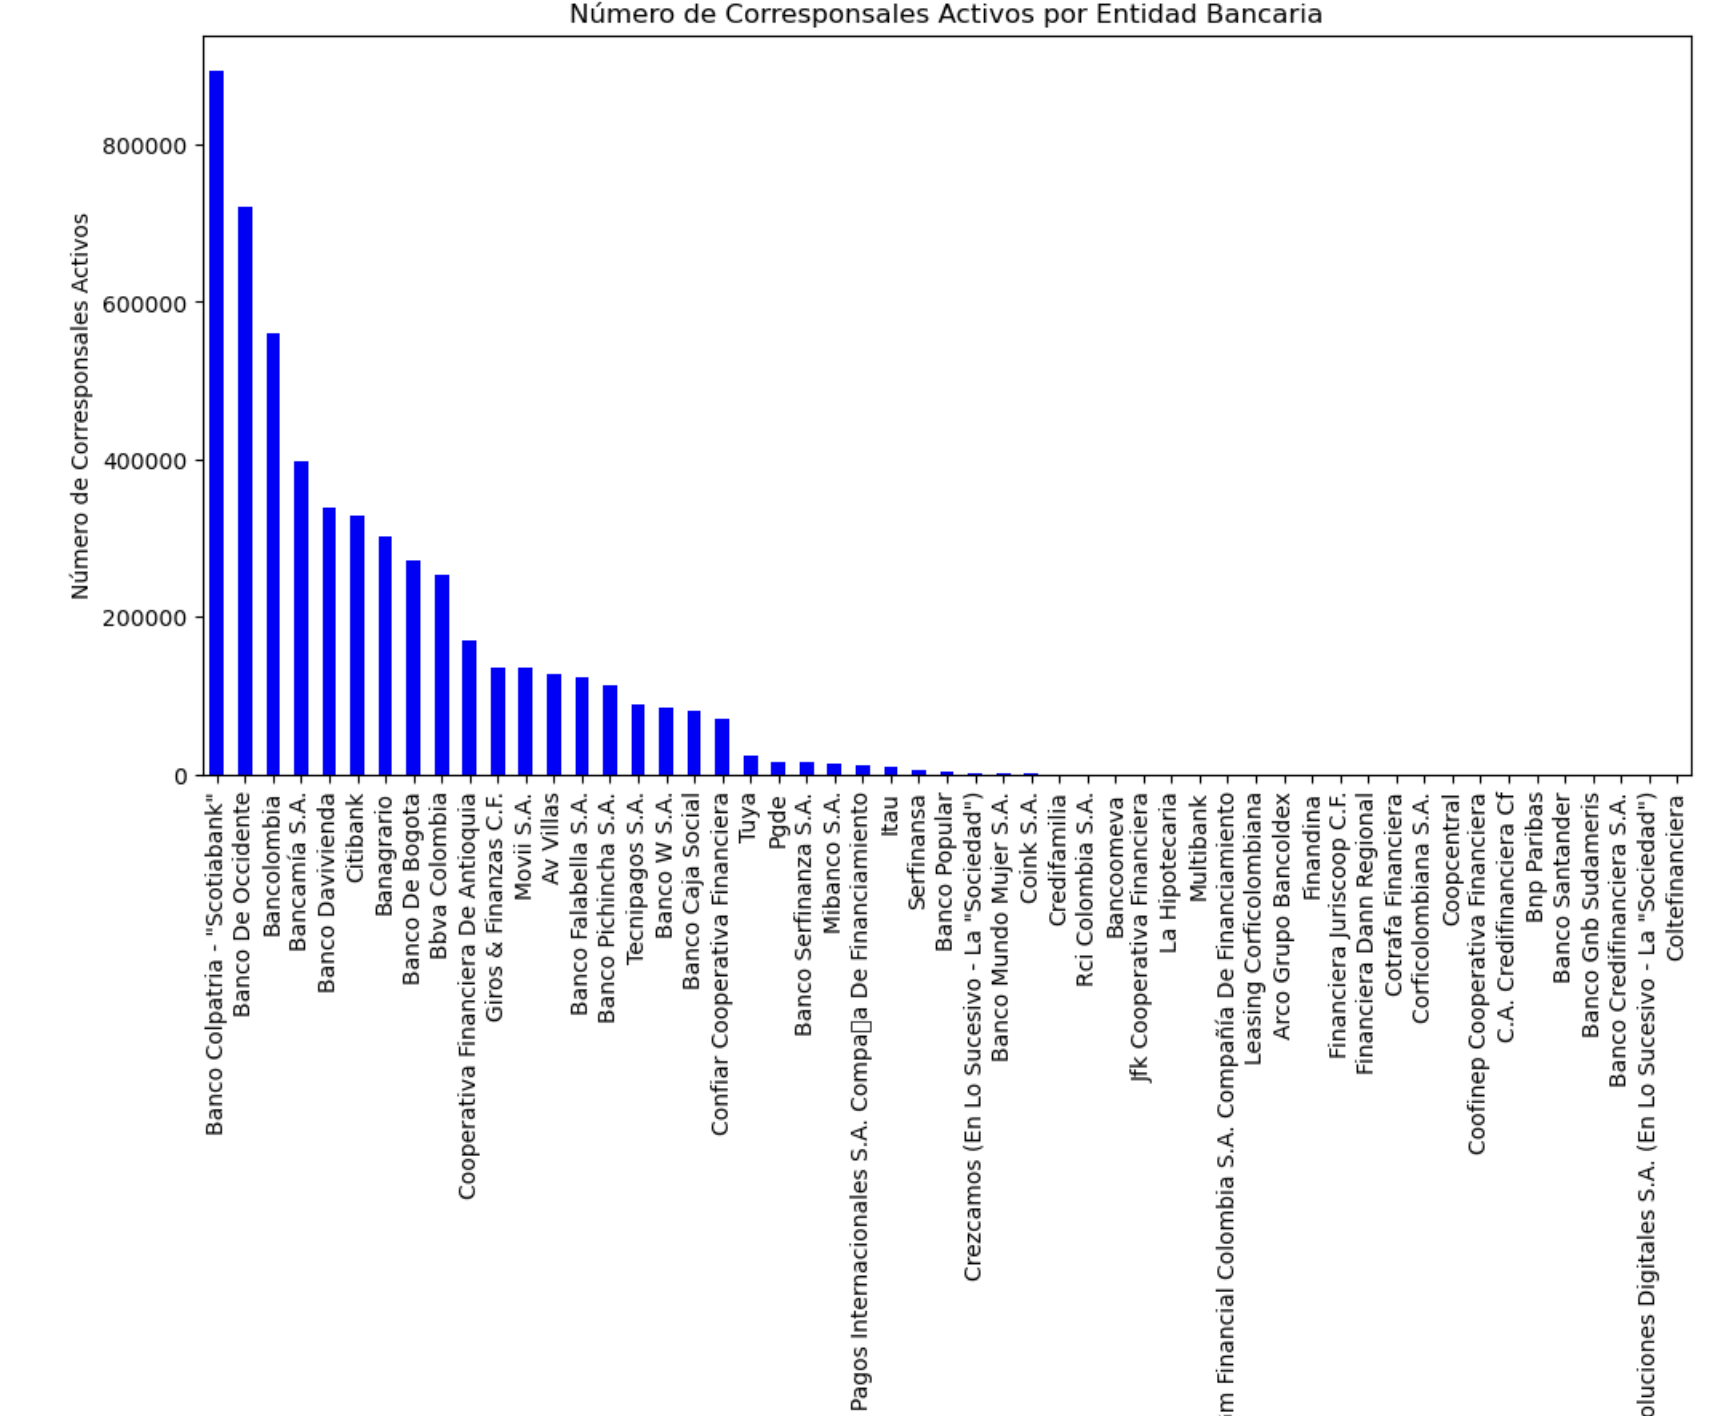 Número de Corresponsales Activos por Entidad Bancaria
Número de Corresponsales Activos
800000
600000
400000
200000
0
Banco Colpatria - "Scotiabank"
Banco De Occidente
Bancolombia
Bancamía S.A.
Banco Davivienda
Citibank
Banagrario
Banco De Bogota
Bbva Colombia
Cooperativa Financiera De Antioquia
Giros & Finanzas C.F.
Movii S.A.
Av Villas
Banco Falabella S.A.
Banco Pichincha S.A.
Tecnipagos S.A.
Banco W S.A.
Banco Caja Social
Confiar Cooperativa Financiera
Tuya
Pgde
Banco Serfinanza S.A.
Mibanco S.A.
Pagos Internacionales S.A. Compa▯a De Financiamiento
Itau
Serfinansa
Banco Popular
Crezcamos (En Lo Sucesivo - La "Sociedad")
Banco Mundo Mujer S.A.
Coink S.A.
Credifamilia
Rci Colombia S.A.
Bancoomeva
Jfk Cooperativa Financiera
La Hipotecaria
Multibank
m Financial Colombia S.A. Compañía De Financiamiento
Leasing Corficolombiana
Arco Grupo Bancoldex
Finandina
Financiera Juriscoop C.F.
Financiera Dann Regional
Cotrafa Financiera
Corficolombiana S.A.
Coopcentral
Coofinep Cooperativa Financiera
C.A. Credifinanciera Cf
Bnp Paribas
Banco Santander
Banco Gnb Sudameris
Banco Credifinanciera S.A.
oluciones Digitales S.A. (En Lo Sucesivo - La "Sociedad")
Coltefinanciera